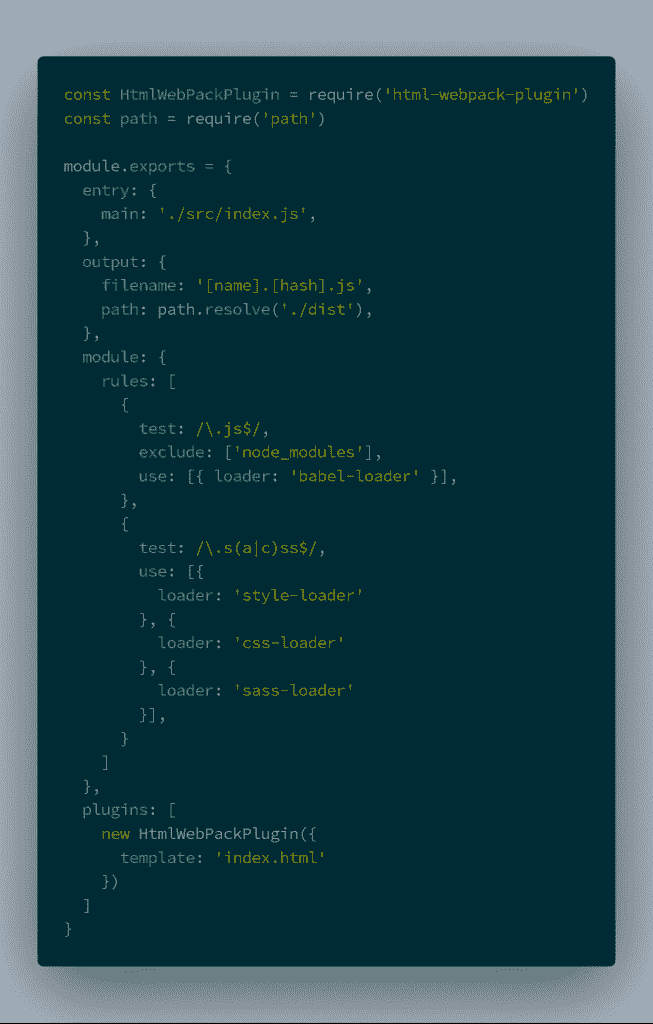 const HtmlWebPackPlugin = require('html-webpack-plugin')
const path = require('path')

module.exports = {
  entry: {
    main: './src/index.js',
  },
  output: {
    filename: '[name].[hash].js',
    path: path.resolve('./dist'),
  },
  module: {
    rules: [
      {
        test: /\.js$/,
        exclude: ['node_modules'],
        use: [{ loader: 'babel-loader' }],
      },
      {
        test: /\.s(a|c)ss$/,
        use: [{
          loader: 'style-loader'
        }, {
          loader: 'css-loader'
        }, {
          loader: 'sass-loader'
        }],
      }
    ]
  },
  plugins: [
    new HtmlWebPackPlugin({
      template: 'index.html'
    })
  ]
}